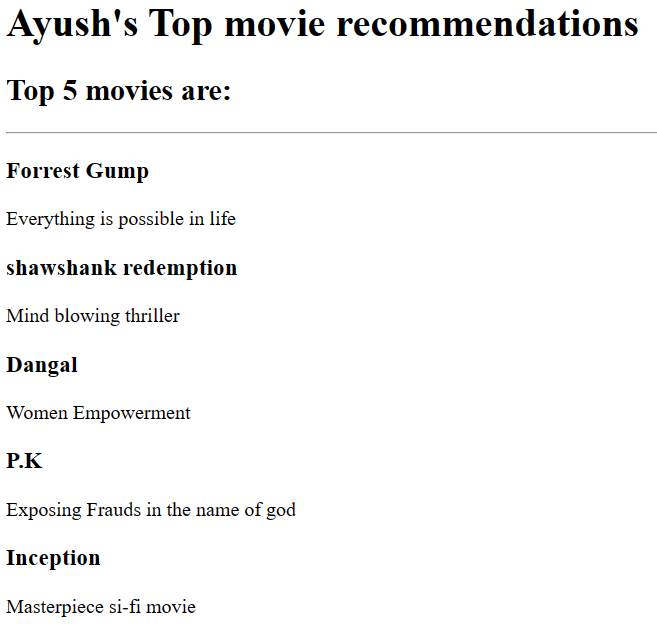 Ayush's Top movie recommendations
Top 5 movies are:
Forrest Gump
Everything is possible in life
shawshank redemption
Mind blowing thriller
Dangal
Women Empowerment
P.K
Exposing Frauds in the name of god
Inception
Masterpiece si-fi movie